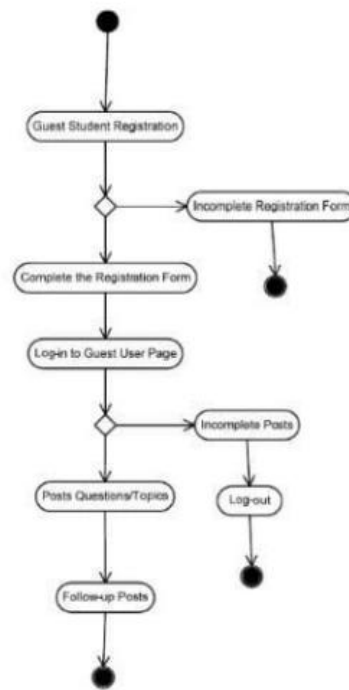 Guest Student Registration
Incomplete Registration Form
Complete the Registration Form
Log-in to Guest User Page
Incomplete Posts
Posts Questions/Topics
Log-out
Follow-up Posts